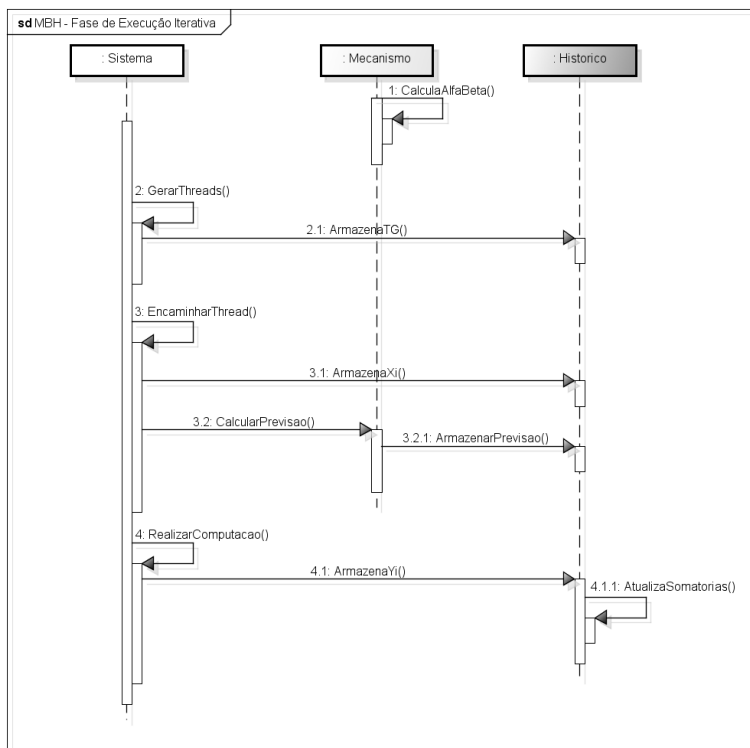 sd MBH - Fase de Execução Iterativa
: Sistema
: Mecanismo
: Historico
1: CalculaAlfaBeta()
2: GerarThreads()
2.1: ArmazenaTG()
3: EncaminharThread()
3.1: ArmazenaXi()
3.2: CalcularPrevisao()
3.2.1: ArmazenarPrevisao()
4: RealizarComputacao()
4.1: ArmazenaYi()
4.1.1: AtualizaSomatorias()